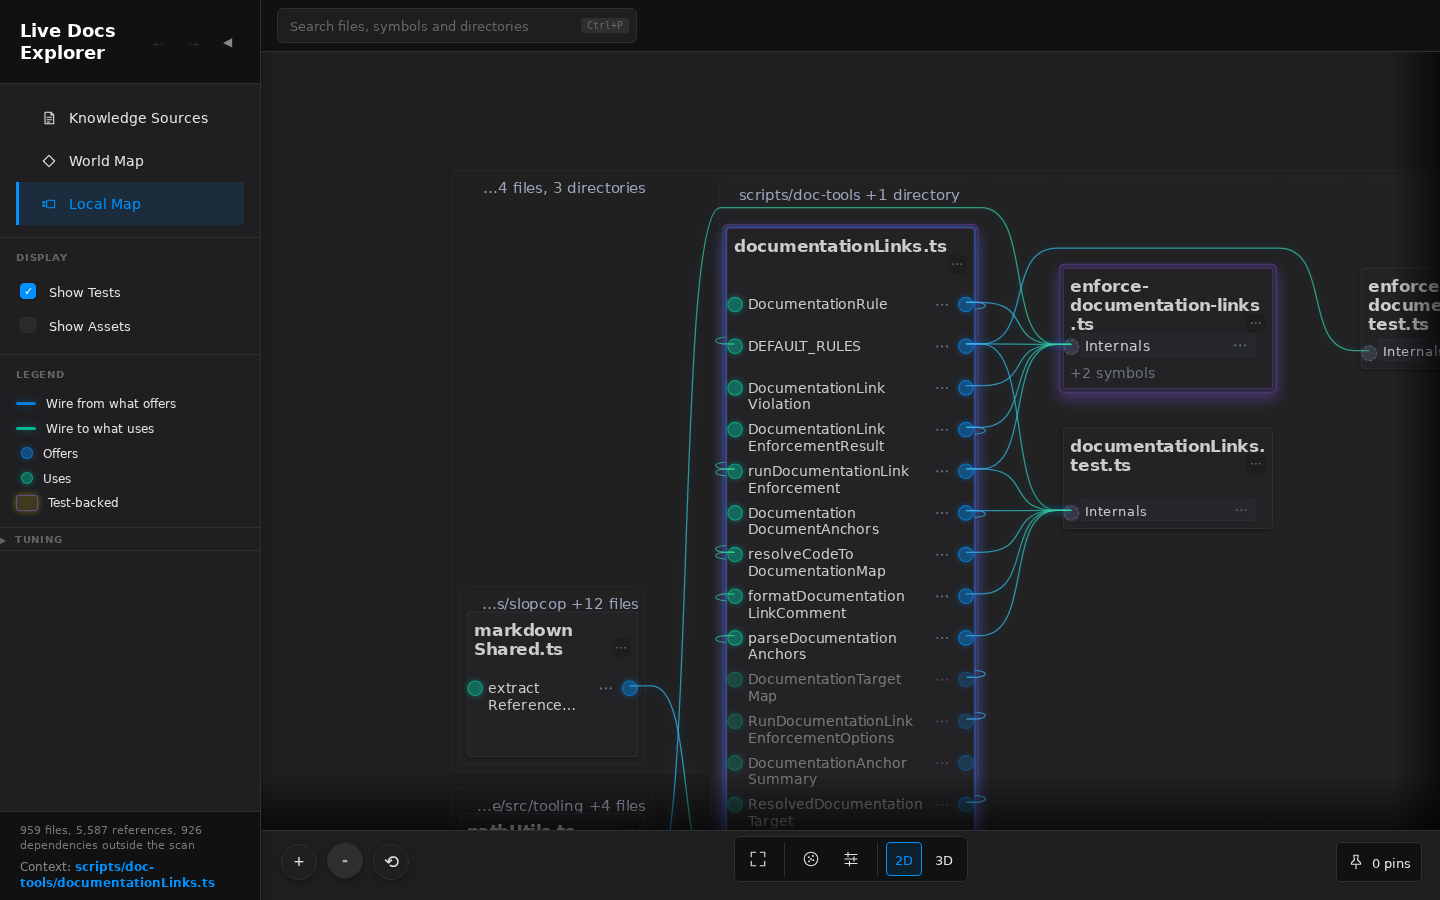 Live Docs
Explorer
← → ◀
Search files, symbols and directories Ctrl+P
Knowledge Sources
World Map
Local Map
DISPLAY
Show Tests
Show Assets
LEGEND
Wire from what offers
Wire to what uses
Offers
Uses
Test-backed
TUNING
959 files, 5,587 references, 926
dependencies outside the scan
Context: scripts/doc-
tools/documentationLinks.ts
...4 files, 3 directories
scripts/doc-tools +1 directory
documentationLinks.ts
...
DocumentationRule ...
DEFAULT_RULES ...
DocumentationLink ...
Violation
DocumentationLink ...
EnforcementResult
runDocumentationLink ...
Enforcement
Documentation ...
DocumentAnchors
resolveCodeTo ...
DocumentationMap
formatDocumentation ...
LinkComment
parseDocumentation ...
Anchors
DocumentationTarget ...
Map
RunDocumentationLink ...
EnforcementOptions
DocumentationAnchor ...
Summary
ResolvedDocumentation ...
Target
enforce-
documentation-links
.ts ...
Internals ...
+2 symbols
documentationLinks.
test.ts ...
Internals ...
enforce
docume
test.ts
Internals
...s/slopcop +12 files
markdown
Shared.ts ...
extract ...
Reference...
...e/src/tooling +4 files
pathUtils.ts
+ - ⟲
2D 3D
0 pins